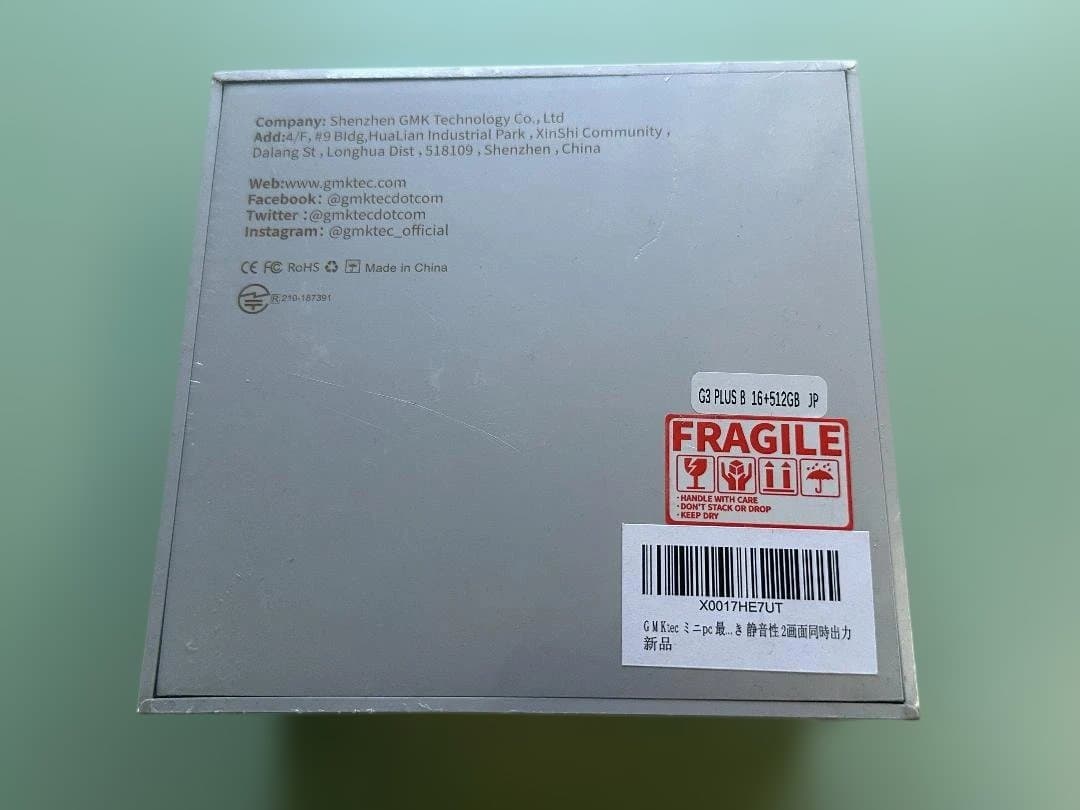 Company: Shenzhen GMK Technology Co., Ltd
Add:4/F, #9 Bldg,HuaLian Industrial Park , XinShi Community ,
Dalang St , Longhua Dist , 518109 , Shenzhen , China
Web:www.gmktec.com
Facebook: @gmktecdotcom
Twitter :@gmktecdotcom
Instagram: @gmktec_official
CE FC RoHS Made in China
R 210-187391
G3 PLUS B 16+512GB JP
FRAGILE
·HANDLE WITH CARE
·DON'T STACK OR DROP
·KEEP DRY
X0017HE7UT
GMKtec ミニpc 最...き 静音性 2画面同時出力
新品